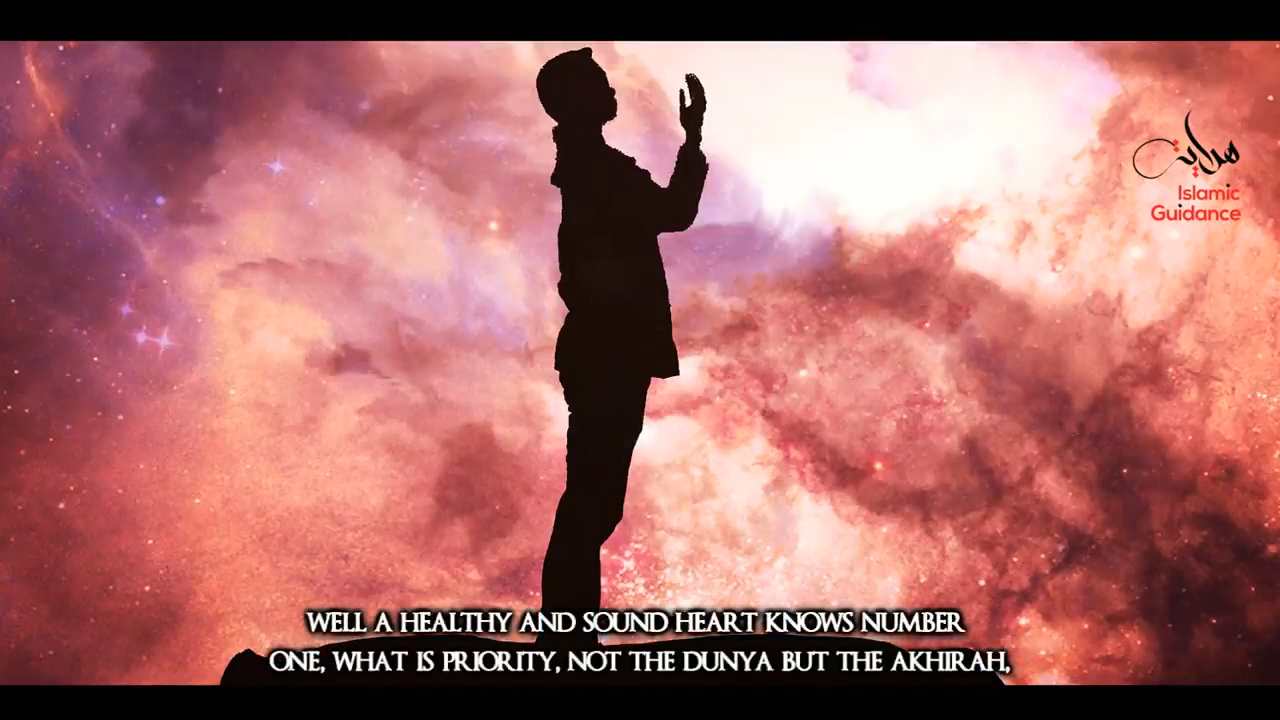 هداية
Islamic
Guidance
WELL A HEALTHY AND SOUND HEART KNOWS NUMBER
ONE, WHAT IS PRIORITY, NOT THE DUNYA BUT THE AKHIRAH,